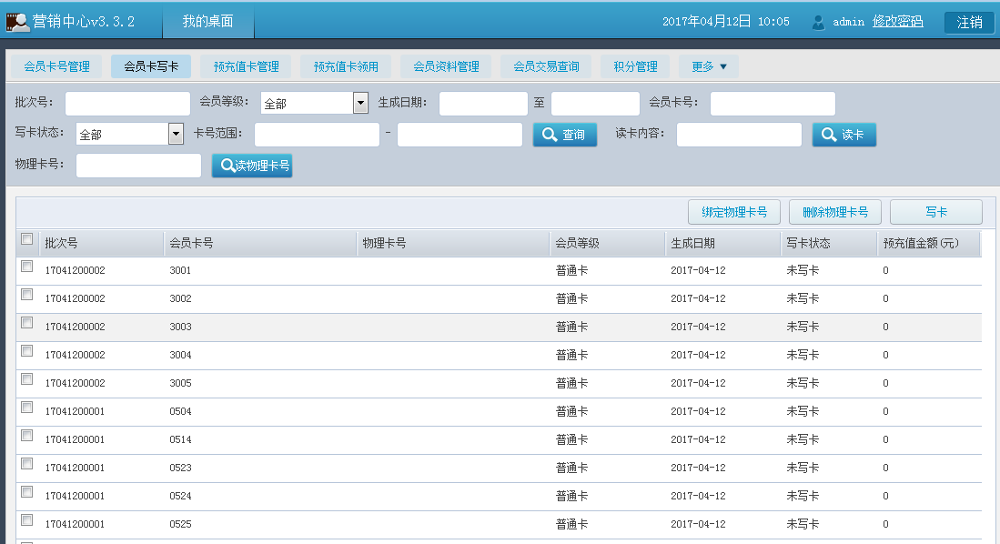 营销中心v3.3.2 我的桌面 2017年04月12日 10:05 admin 修改密码 注销
会员卡号管理 会员卡写卡 预充值卡管理 预充值卡领用 会员资料管理 会员交易查询 积分管理 更多 ▼
批次号： 会员等级： 全部 生成日期： 至 会员卡号：
写卡状态： 全部 卡号范围： - 查询 读卡内容： 读卡
物理卡号： 读物理卡号
绑定物理卡号 删除物理卡号 写卡
批次号 会员卡号 物理卡号 会员等级 生成日期 写卡状态 预充值金额(元)
17041200002 3001 普通卡 2017-04-12 未写卡 0
17041200002 3002 普通卡 2017-04-12 未写卡 0
17041200002 3003 普通卡 2017-04-12 未写卡 0
17041200002 3004 普通卡 2017-04-12 未写卡 0
17041200002 3005 普通卡 2017-04-12 未写卡 0
17041200001 0504 普通卡 2017-04-12 未写卡 0
17041200001 0514 普通卡 2017-04-12 未写卡 0
17041200001 0523 普通卡 2017-04-12 未写卡 0
17041200001 0524 普通卡 2017-04-12 未写卡 0
17041200001 0525 普通卡 2017-04-12 未写卡 0